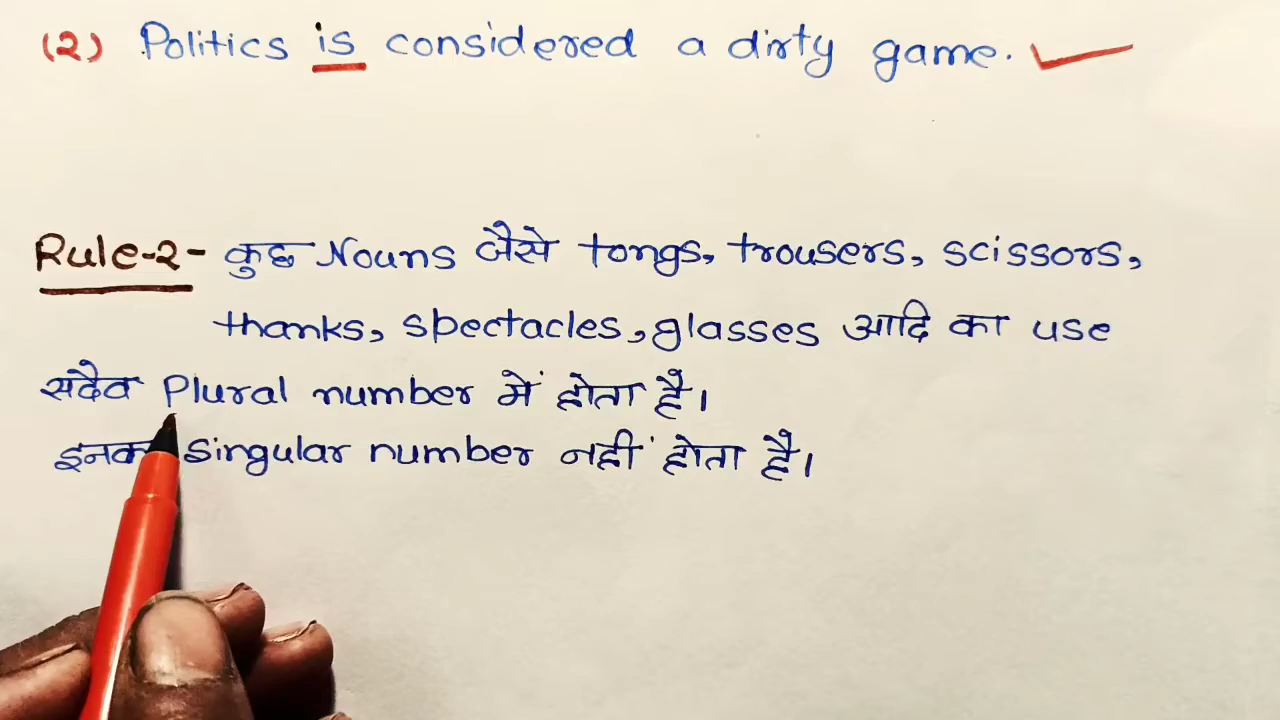 (2) Politics is considered a dirty game.
Rule-2- कुछ Nouns जैसे tongs, trousers, scissors,
thanks, spectacles, glasses आदि का use
सदैव Plural number में होता है।
इनका singular number नहीं होता है।